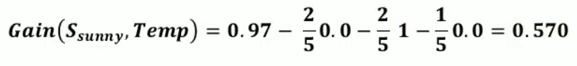 Gain(S_sunny, Temp) = 0.97 − 2/5 0.0 − 2/5 1 − 1/5 0.0 = 0.570